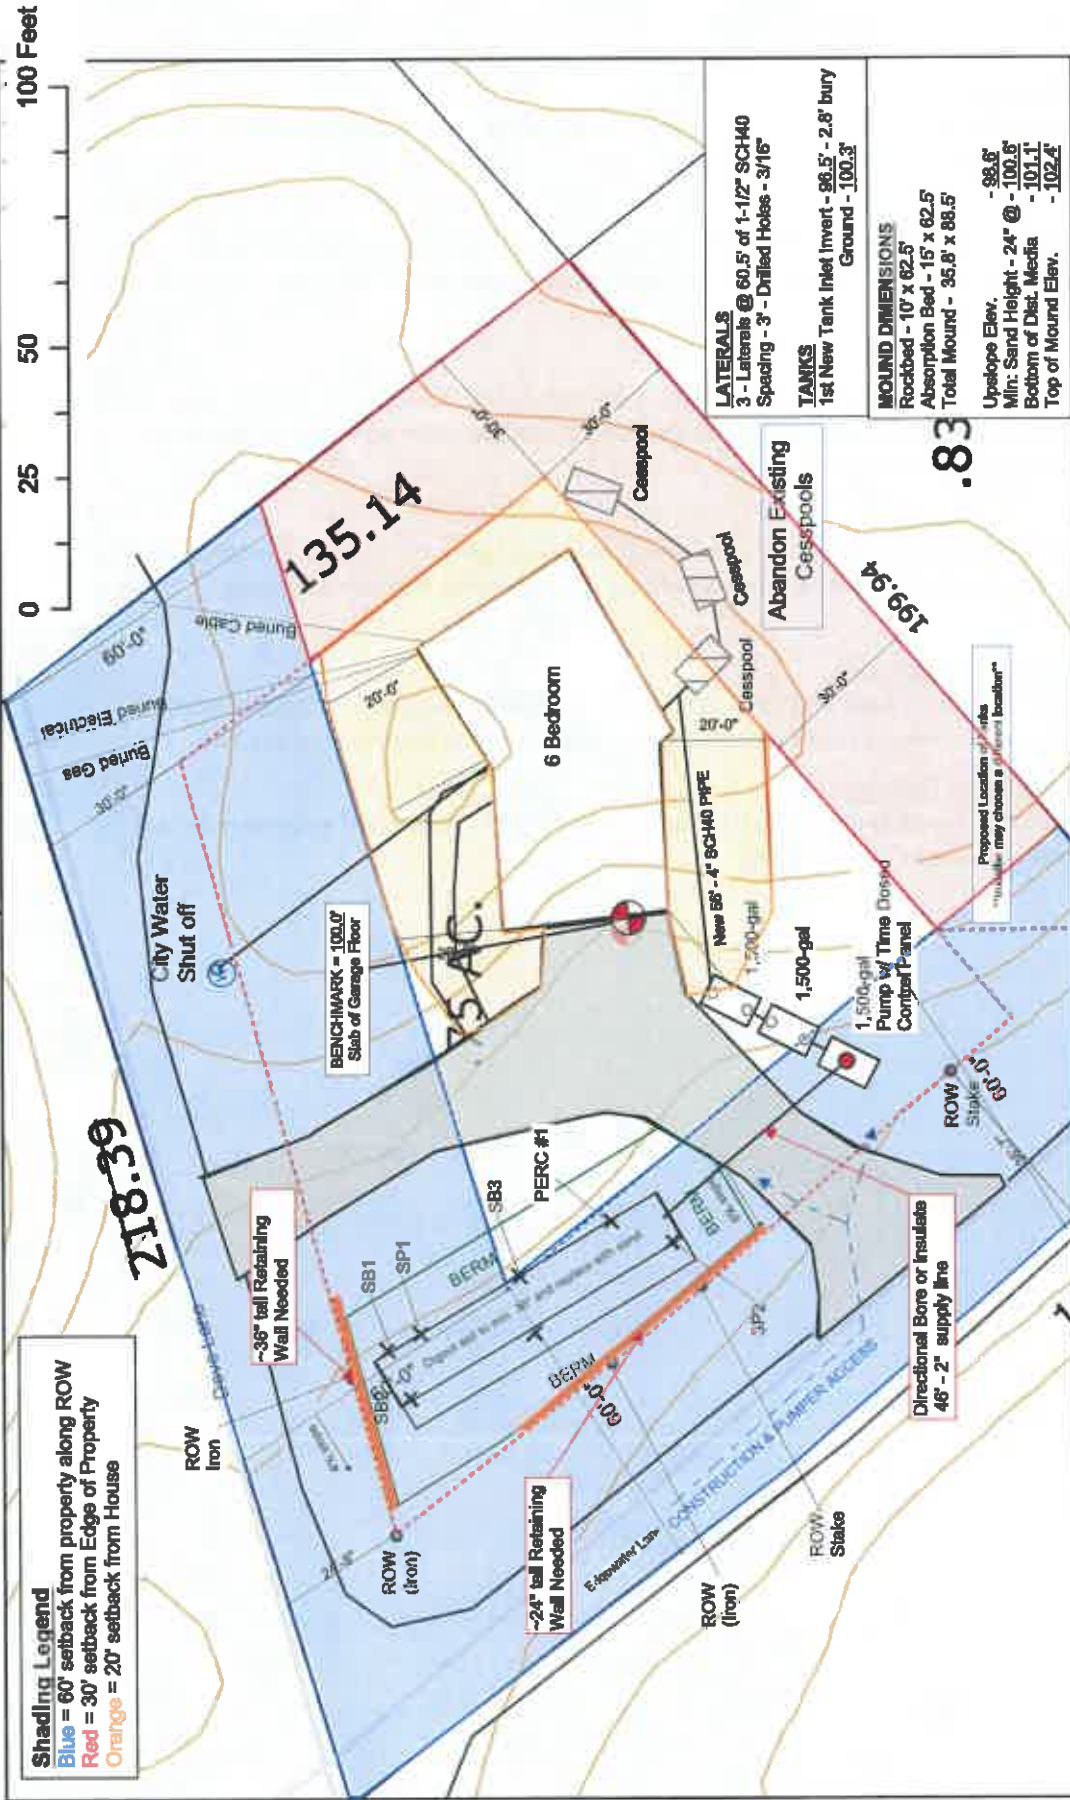 Shading Legend
Blue = 60' setback from property along ROW
Red = 30' setback from Edge of Property
Orange = 20' setback from House
0 25 50 100 Feet
218.39
135.14
199.94
.83
.75 AC.
60'-0"
30'-0"
Buried Cable
Buried Electrical
Buried Gas
20'-0"
30'-0"
30'-0"
City Water
Shut off
BENCHMARK = 100.0'
Slab of Garage Floor
6 Bedroom
Cesspool
Cesspool
Cesspool
Abandon Existing
Cesspools
20'-0"
30'-0"
New 56' - 4" SCH40 PIPE
1,500-gal
1,500-gal
1,500-gal
Pump w/ Time Dosed
Control Panel
Proposed Location of
may choose a different location**
ROW
Stake
60'-0"
~36" tall Retaining
Wall Needed
SB1
SP1
BERM
SB3
PERC #1
BERM
BERM
60'-0"
SP2
ROW
Iron
ROW
(Iron)
~24" tall Retaining
Wall Needed
CONSTRUCTION & PUMPER ACCESS
ROW
(Iron)
ROW
Stake
Directional Bore or Insulate
46' - 2" supply line
LATERALS
3 - Laterals @ 60.5' of 1-1/2" SCH40
Spacing - 3' - Drilled Holes - 3/16"
TANKS
1st New Tank Inlet Invert - 96.5' - 2.8' bury
Ground - 100.3'
MOUND DIMENSIONS
Rockbed - 10' x 62.5'
Absorption Bed - 15' x 62.5'
Total Mound - 35.8' x 88.5'
Upslope Elev. - 98.6'
Min: Sand Height - 24" @ - 100.6'
Bottom of Dist. Media - 101.1'
Top of Mound Elev. - 102.4'